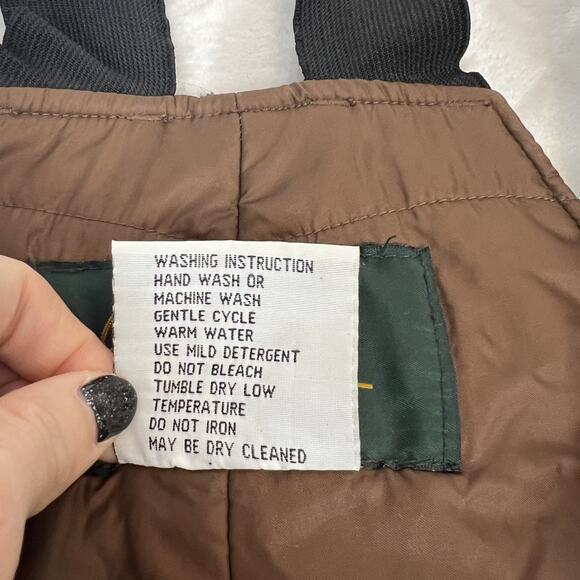 WASHING INSTRUCTION
HAND WASH OR
MACHINE WASH
GENTLE CYCLE
WARM WATER
USE MILD DETERGENT
DO NOT BLEACH
TUMBLE DRY LOW
TEMPERATURE
DO NOT IRON
MAY BE DRY CLEANED